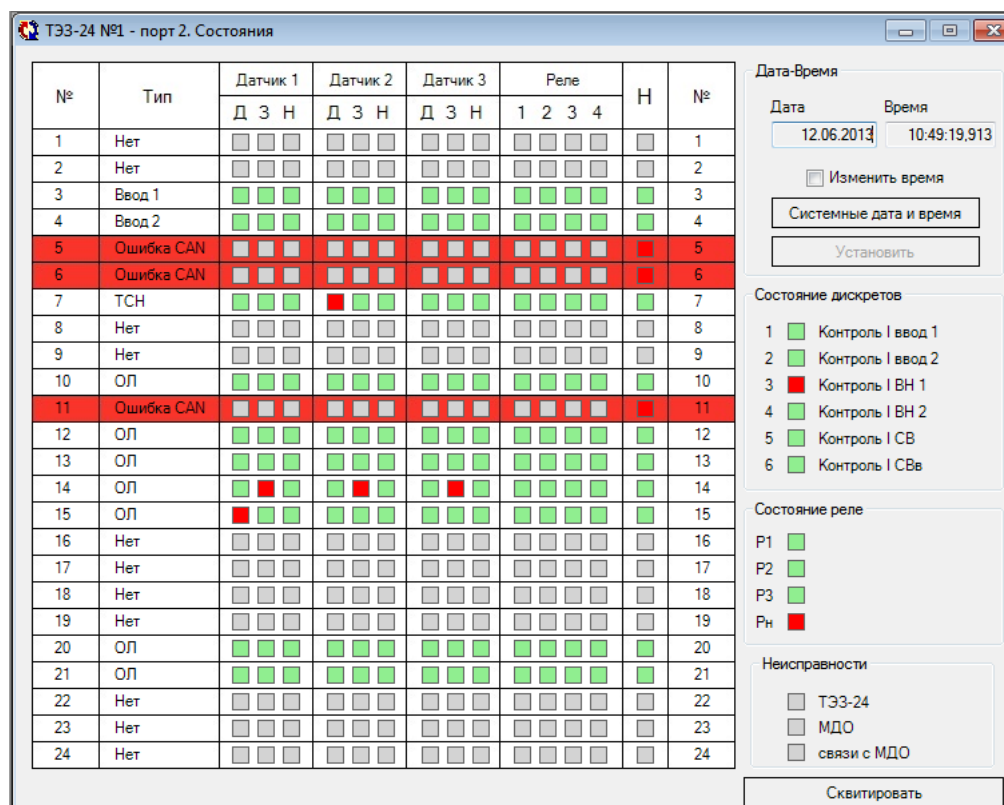 ТЭЗ-24 №1 - порт 2. Состояния
№ Тип Датчик 1 Датчик 2 Датчик 3 Реле Н №
Д З Н Д З Н Д З Н 1 2 3 4
1 Нет 1
2 Нет 2
3 Ввод 1 3
4 Ввод 2 4
5 Ошибка CAN 5
6 Ошибка CAN 6
7 ТСН 7
8 Нет 8
9 Нет 9
10 ОЛ 10
11 Ошибка CAN 11
12 ОЛ 12
13 ОЛ 13
14 ОЛ 14
15 ОЛ 15
16 Нет 16
17 Нет 17
18 Нет 18
19 Нет 19
20 ОЛ 20
21 ОЛ 21
22 Нет 22
23 Нет 23
24 Нет 24
Дата-Время
Дата Время
12.06.2013 10:49:19,913
Изменить время
Системные дата и время
Установить
Состояние дискретов
1 Контроль I ввод 1
2 Контроль I ввод 2
3 Контроль I ВН 1
4 Контроль I ВН 2
5 Контроль I СВ
6 Контроль I СВв
Состояние реле
Р1
Р2
Р3
Рн
Неисправности
ТЭЗ-24
МДО
связи с МДО
Сквитировать